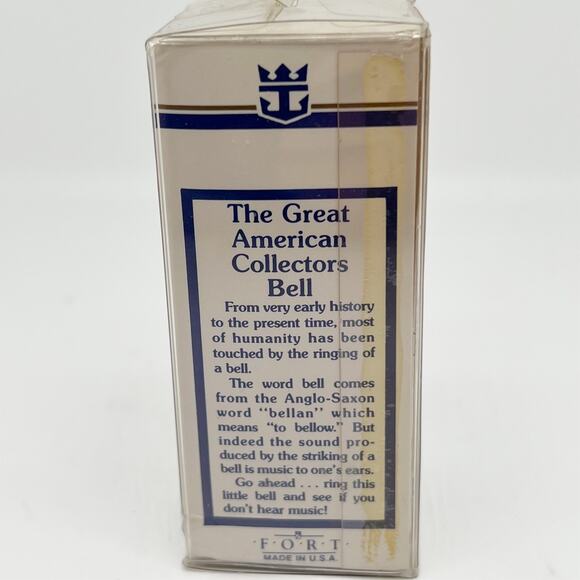 The Great
American
Collectors
Bell
From very early history
to the present time, most
of humanity has been
touched by the ringing of
a bell.
The word bell comes
from the Anglo-Saxon
word "bellan" which
means "to bellow." But
indeed the sound pro-
duced by the striking of a
bell is music to one's ears.
Go ahead . . . ring this
little bell and see if you
don't hear music!
F·O·R·T
MADE IN U.S.A.